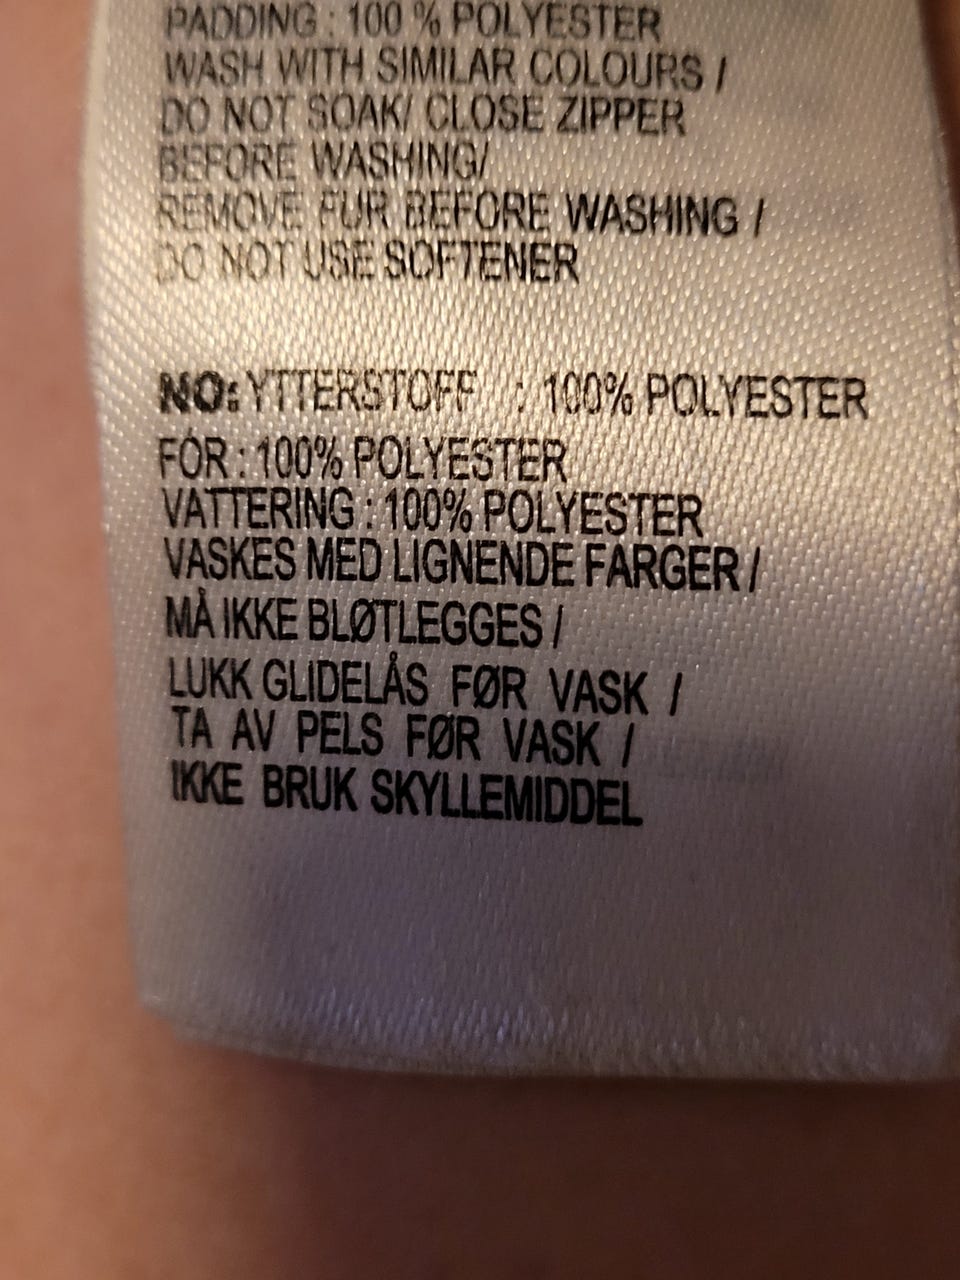 PADDING : 100 % POLYESTER
WASH WITH SIMILAR COLOURS /
DO NOT SOAK/ CLOSE ZIPPER
BEFORE WASHING/
REMOVE FUR BEFORE WASHING /
DO NOT USE SOFTENER
NO: YTTERSTOFF : 100% POLYESTER
FÓR : 100% POLYESTER
VATTERING : 100% POLYESTER
VASKES MED LIGNENDE FARGER /
MÅ IKKE BLØTLEGGES /
LUKK GLIDELÅS FØR VASK /
TA AV PELS FØR VASK /
IKKE BRUK SKYLLEMIDDEL